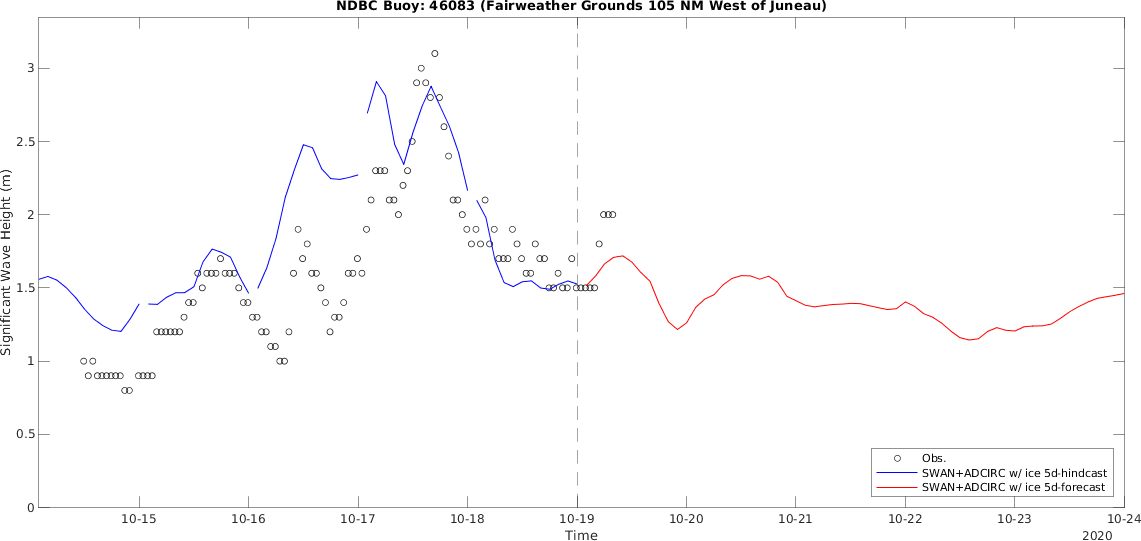 NDBC Buoy: 46083 (Fairweather Grounds 105 NM West of Juneau)
3
2.5
2
1.5
1
0.5
0
Significant Wave Height (m)
Obs.
SWAN+ADCIRC w/ ice 5d-hindcast
SWAN+ADCIRC w/ ice 5d-forecast
10-15 10-16 10-17 10-18 10-19 10-20 10-21 10-22 10-23 10-24
Time
2020